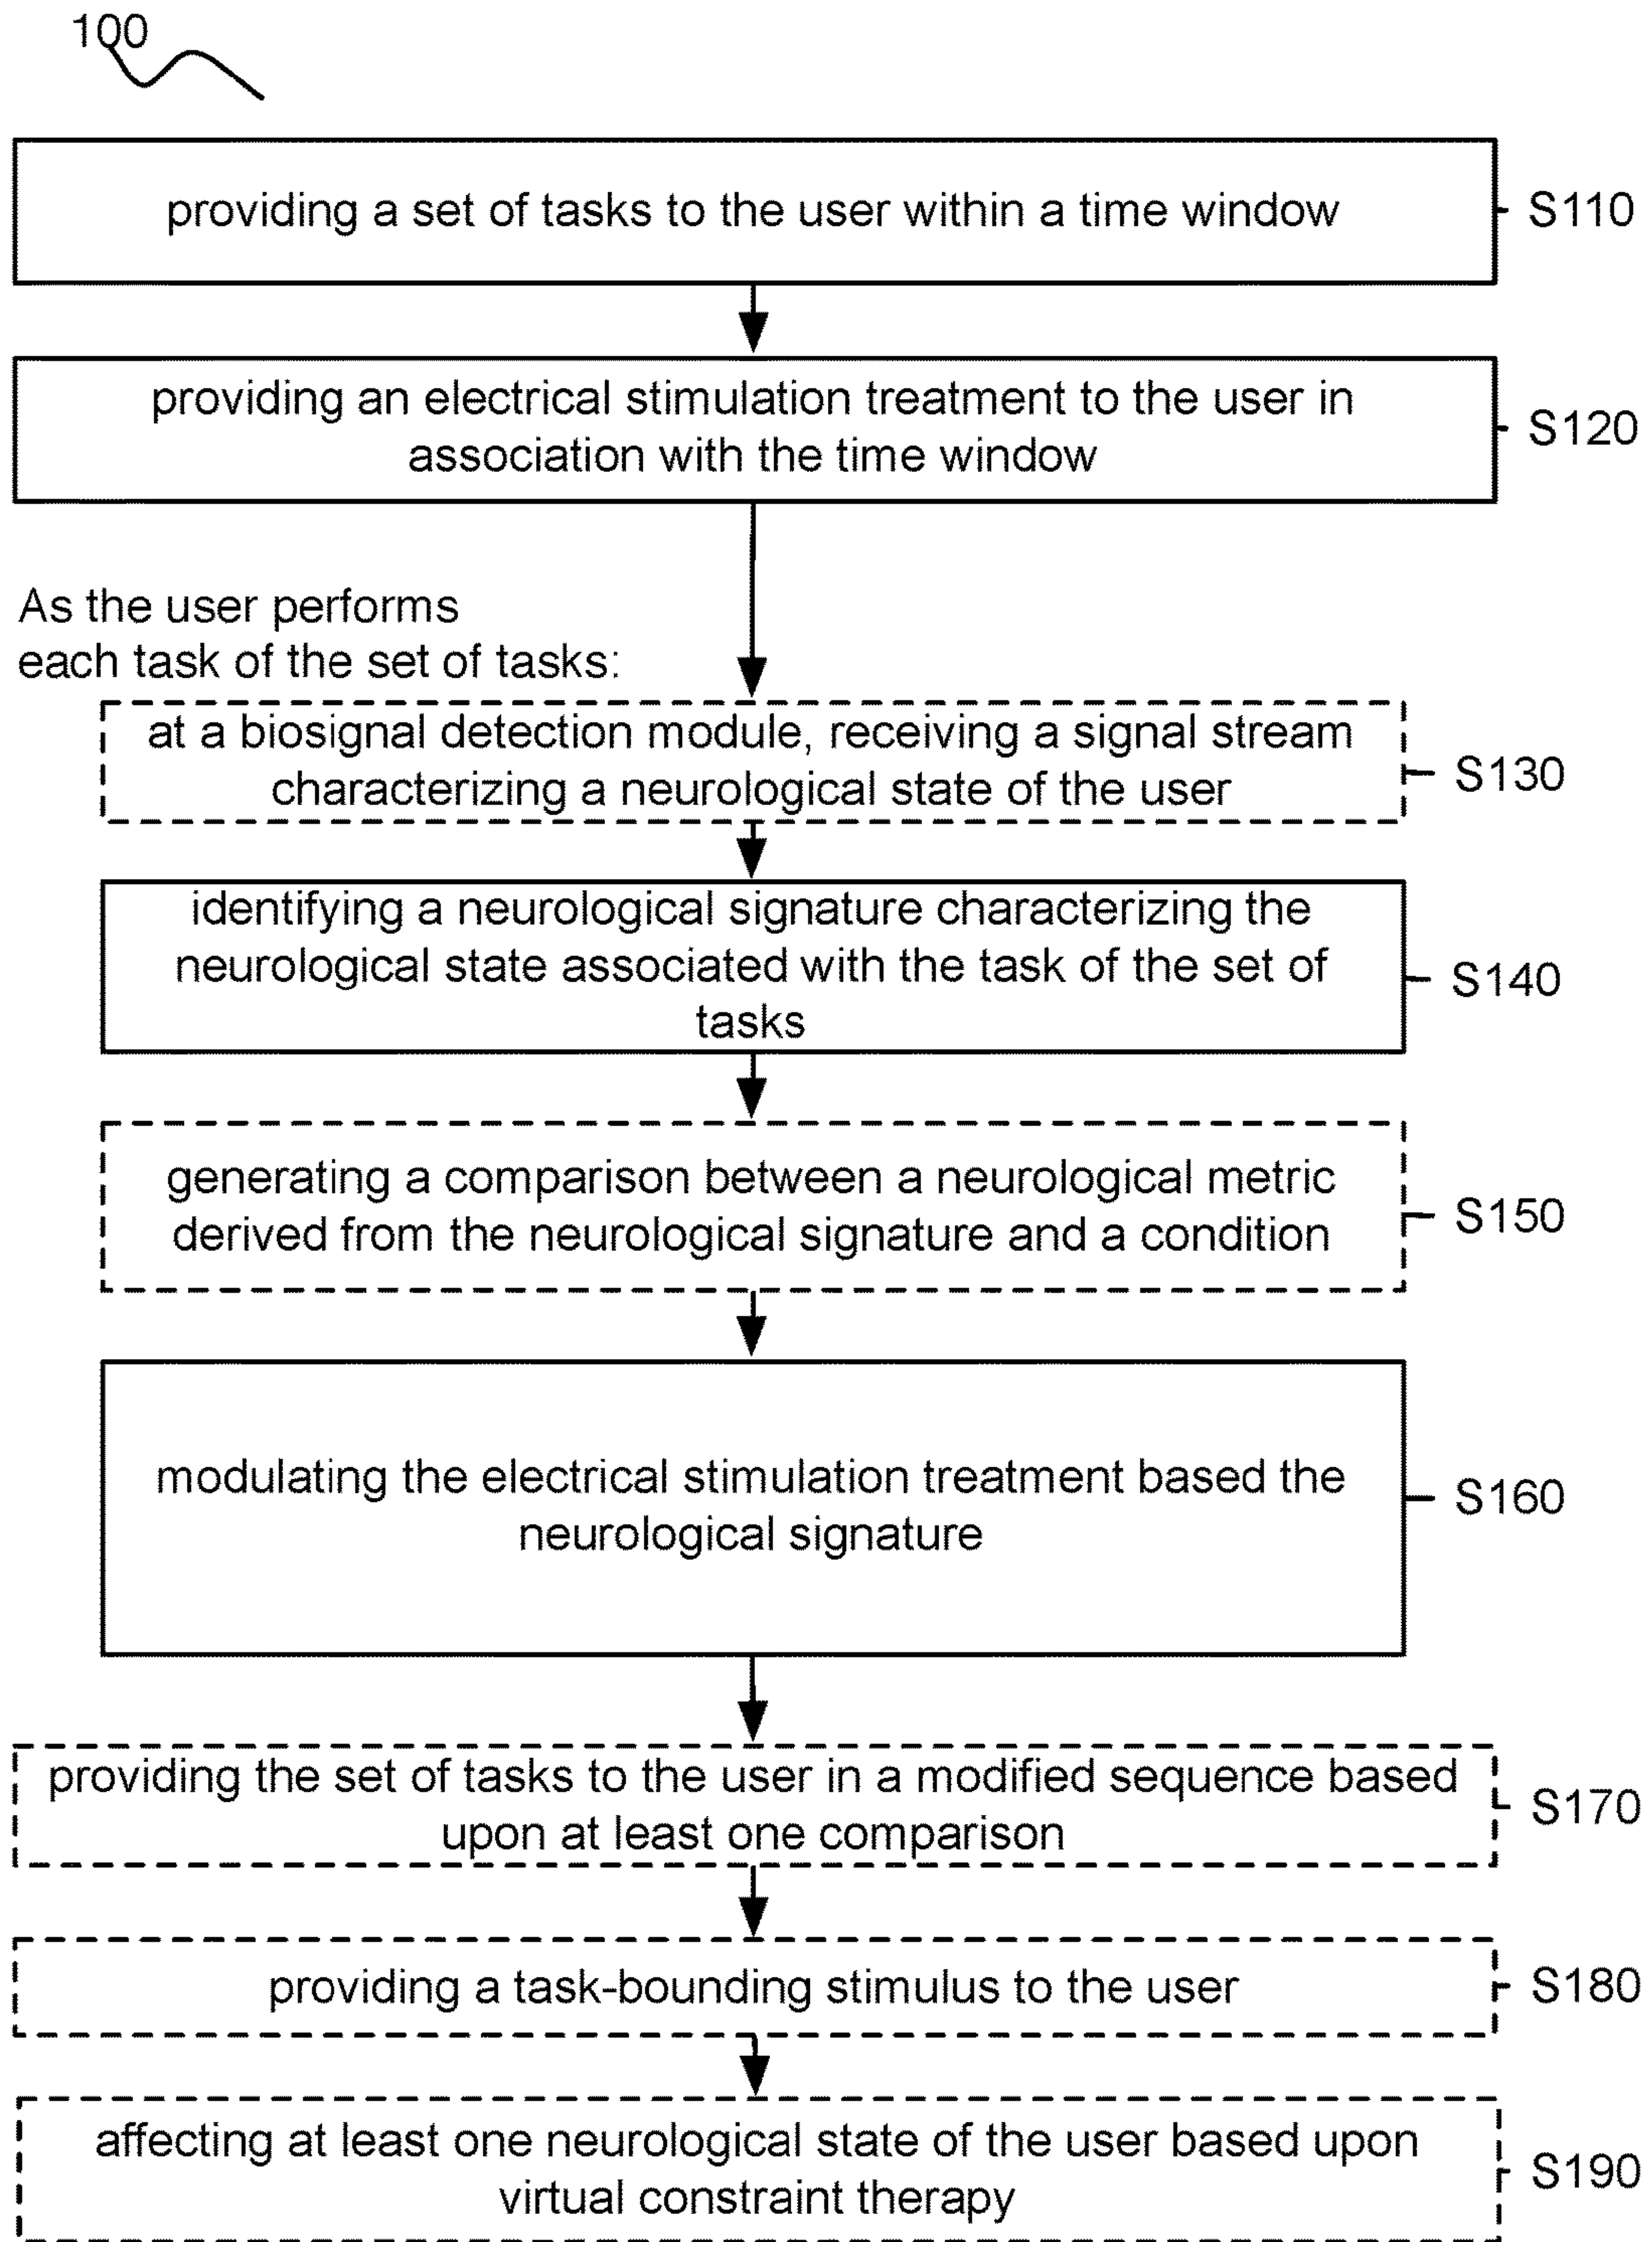 100
providing a set of tasks to the user within a time window
S110
providing an electrical stimulation treatment to the user in
association with the time window
S120
As the user performs
each task of the set of tasks:
at a biosignal detection module, receiving a signal stream
characterizing a neurological state of the user
S130
identifying a neurological signature characterizing the
neurological state associated with the task of the set of
tasks
S140
generating a comparison between a neurological metric
derived from the neurological signature and a condition
S150
modulating the electrical stimulation treatment based the
neurological signature
S160
providing the set of tasks to the user in a modified sequence based
upon at least one comparison
S170
providing a task-bounding stimulus to the user
S180
affecting at least one neurological state of the user based upon
virtual constraint therapy
S190